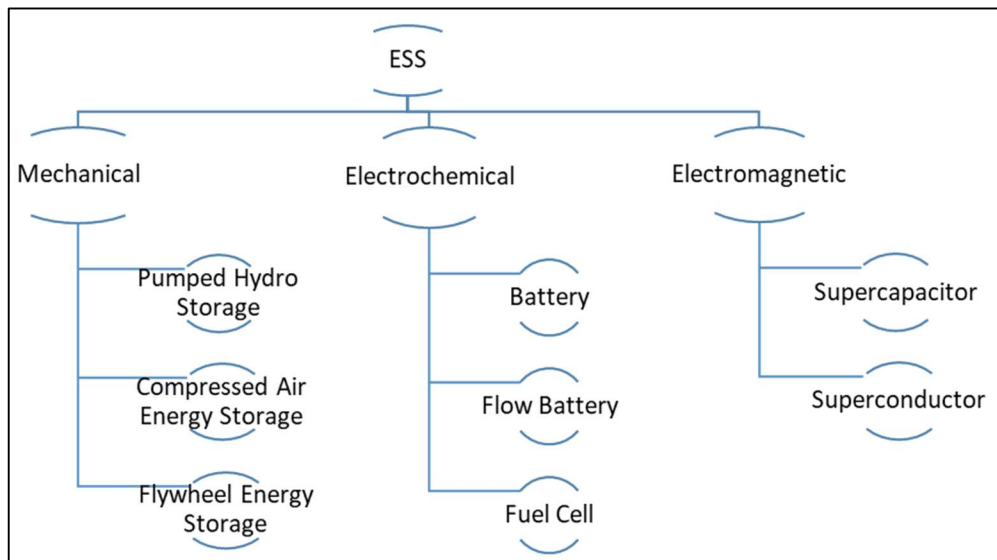 ESS
Mechanical
Electrochemical
Electromagnetic
Pumped Hydro
Storage
Compressed Air
Energy Storage
Flywheel Energy
Storage
Battery
Flow Battery
Fuel Cell
Supercapacitor
Superconductor